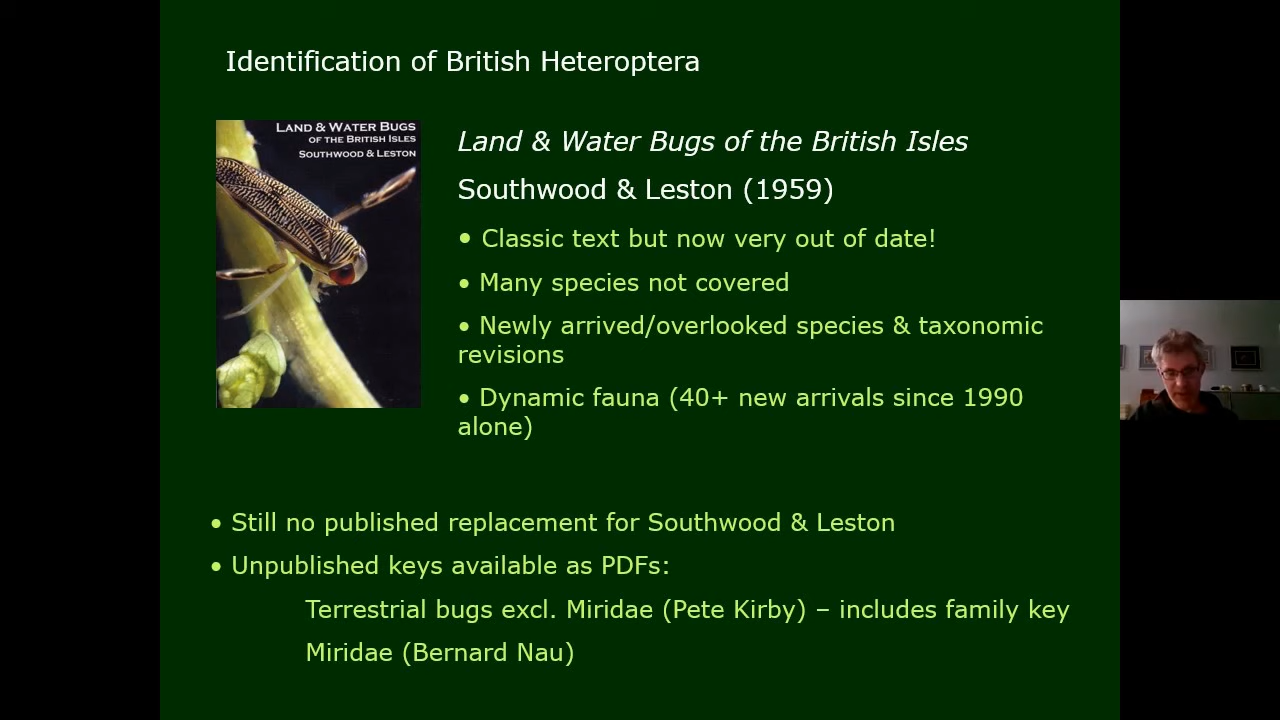 Identification of British Heteroptera
LAND & WATER BUGS
OF THE BRITISH ISLES
SOUTHWOOD & LESTON
Land & Water Bugs of the British Isles
Southwood & Leston (1959)
• Classic text but now very out of date!
• Many species not covered
• Newly arrived/overlooked species & taxonomic
revisions
• Dynamic fauna (40+ new arrivals since 1990
alone)
• Still no published replacement for Southwood & Leston
• Unpublished keys available as PDFs:
Terrestrial bugs excl. Miridae (Pete Kirby) – includes family key
Miridae (Bernard Nau)